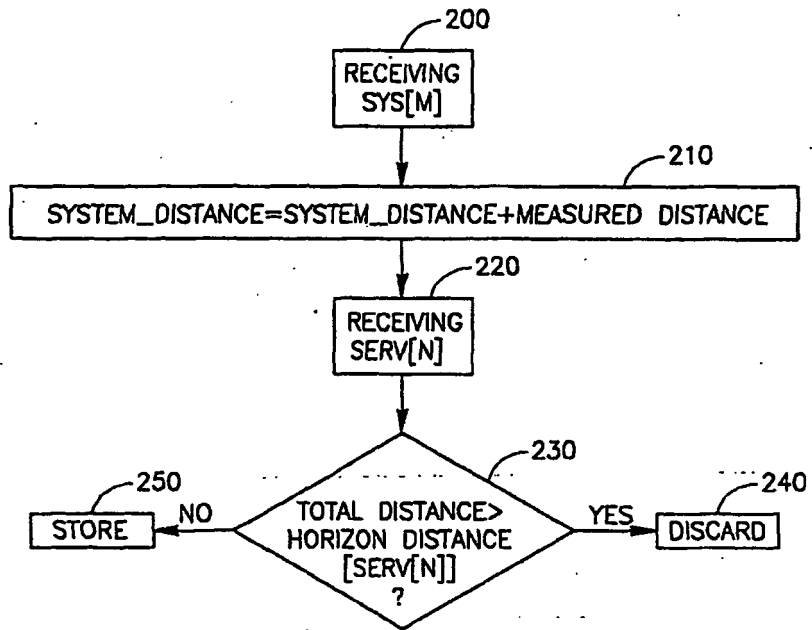 200
RECEIVING
SYS[M]
210
SYSTEM_DISTANCE=SYSTEM_DISTANCE+MEASURED DISTANCE
220
RECEIVING
SERV[N]
230
TOTAL DISTANCE>
HORIZON DISTANCE
[SERV[N]]
?
250
STORE
NO
YES
240
DISCARD